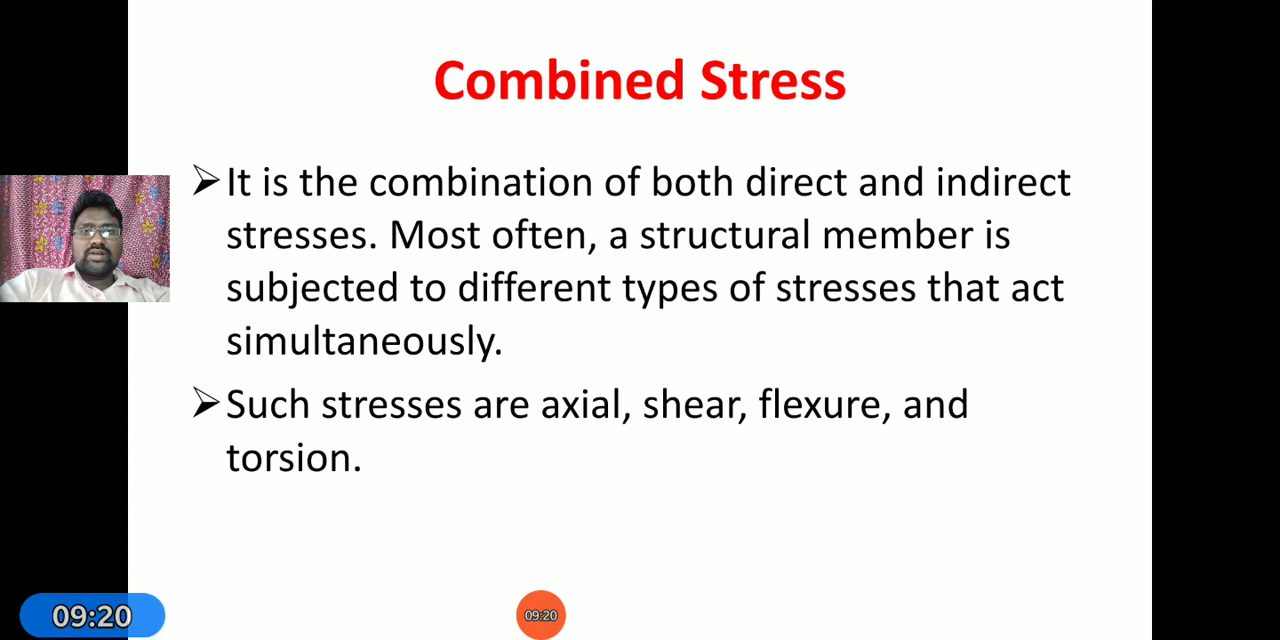 Combined Stress
It is the combination of both direct and indirect
stresses. Most often, a structural member is
subjected to different types of stresses that act
simultaneously.
Such stresses are axial, shear, flexure, and
torsion.
09:20
09:20